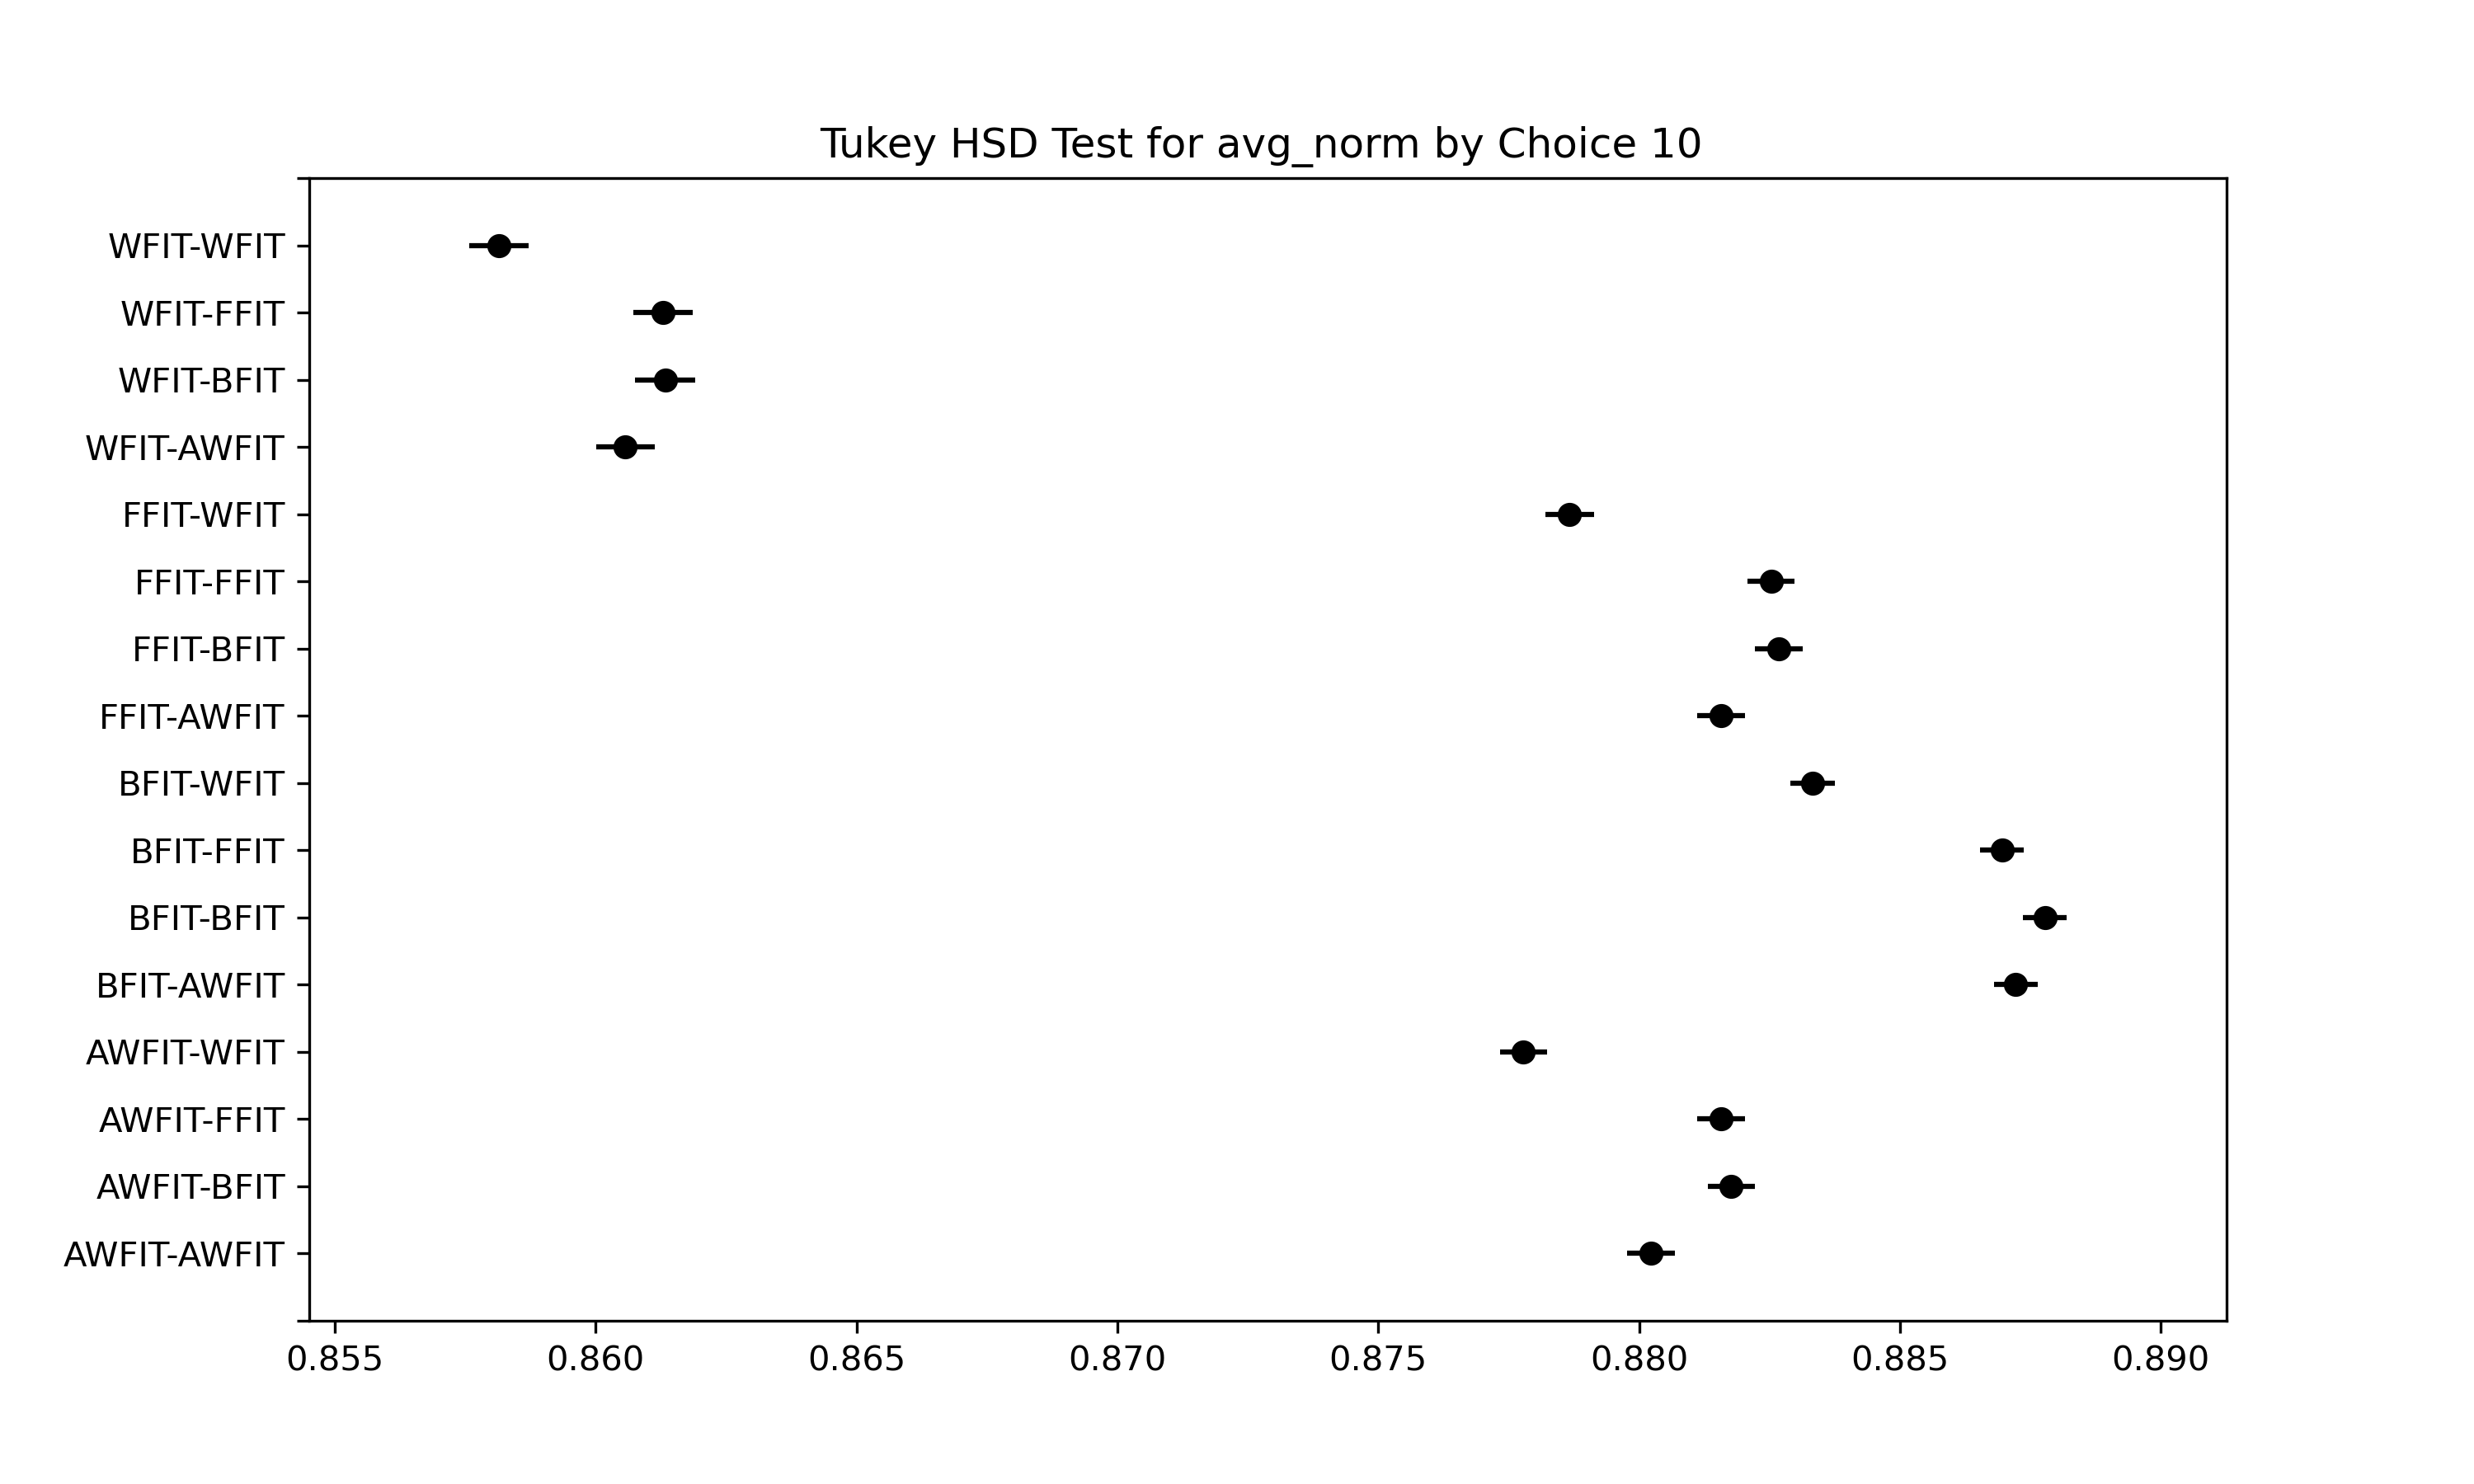 Tukey HSD Test for avg_norm by Choice 10
WFIT-WFIT
WFIT-FFIT
WFIT-BFIT
WFIT-AWFIT
FFIT-WFIT
FFIT-FFIT
FFIT-BFIT
FFIT-AWFIT
BFIT-WFIT
BFIT-FFIT
BFIT-BFIT
BFIT-AWFIT
AWFIT-WFIT
AWFIT-FFIT
AWFIT-BFIT
AWFIT-AWFIT
0.855 0.860 0.865 0.870 0.875 0.880 0.885 0.890